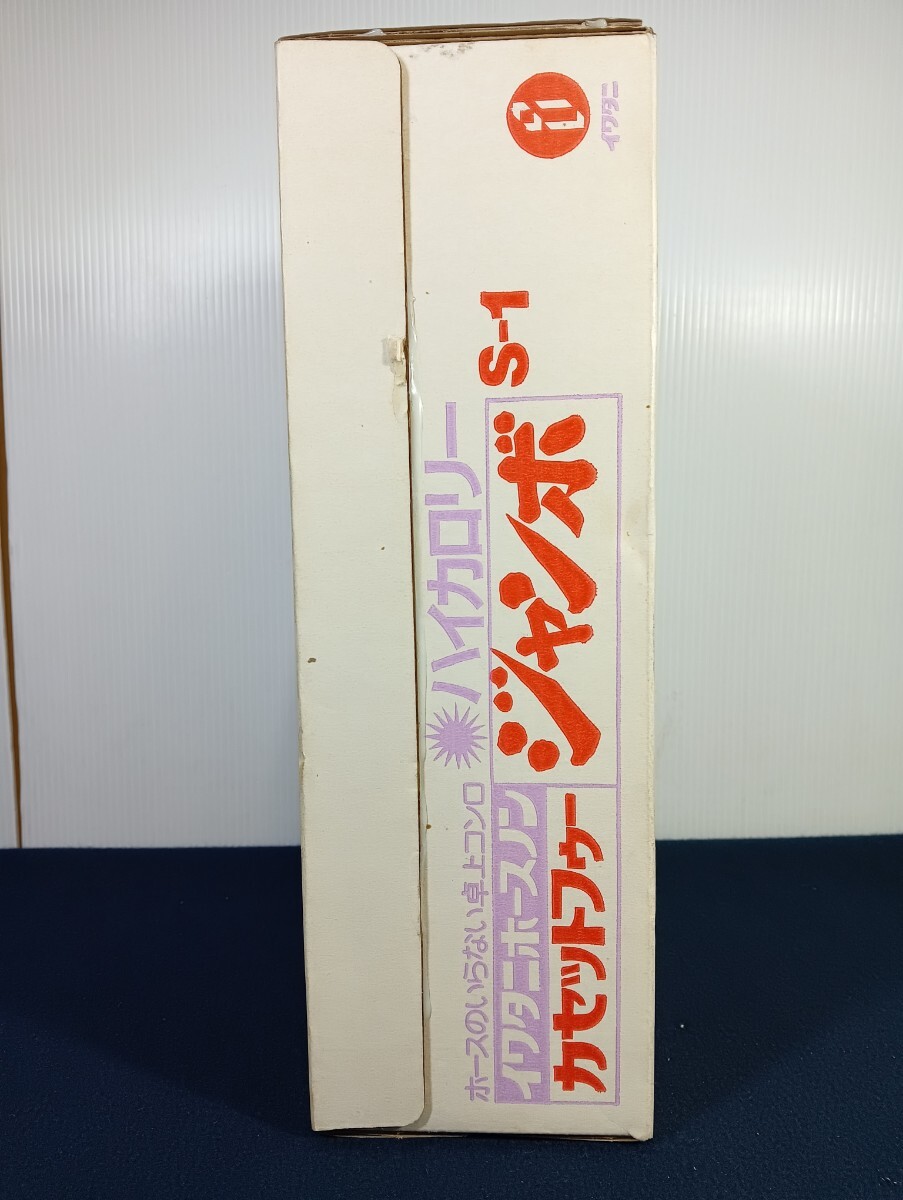 ホースのいらない卓上コンロ
ハイカロリー
イワタニホースノン
カセットフゥー
ジャンボ
S-1
i
イワタニ